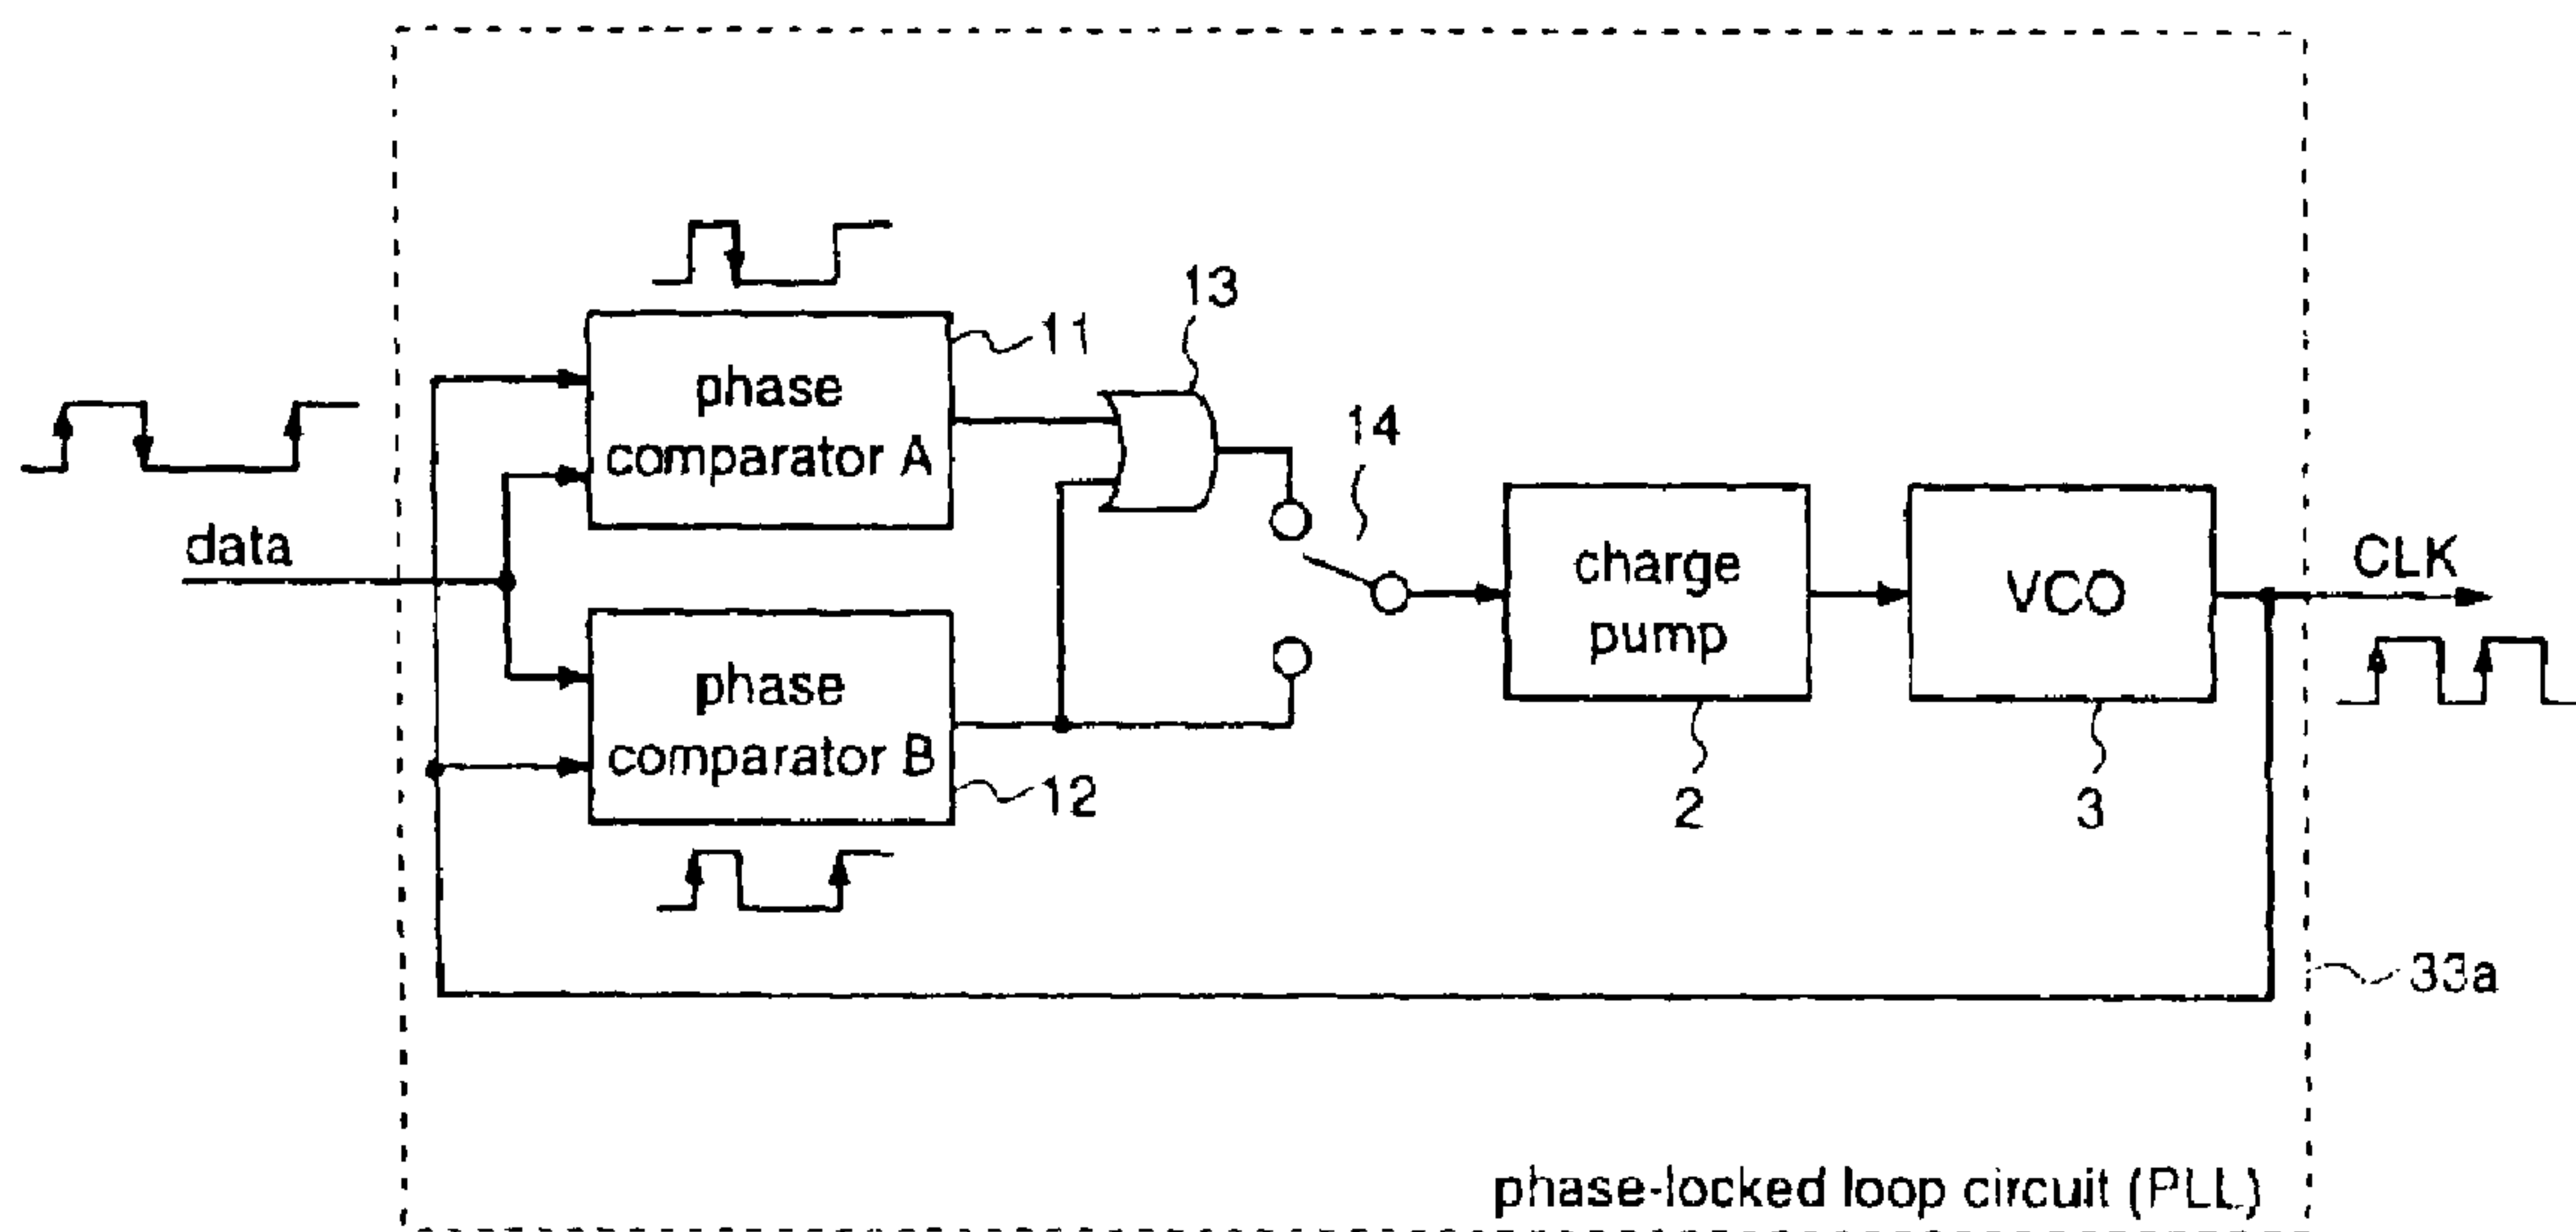 13
11
phase
comparator A
14
data
charge
pump
VCO
CLK
phase
comparator B
12
2
3
33a
phase-locked loop circuit (PLL)